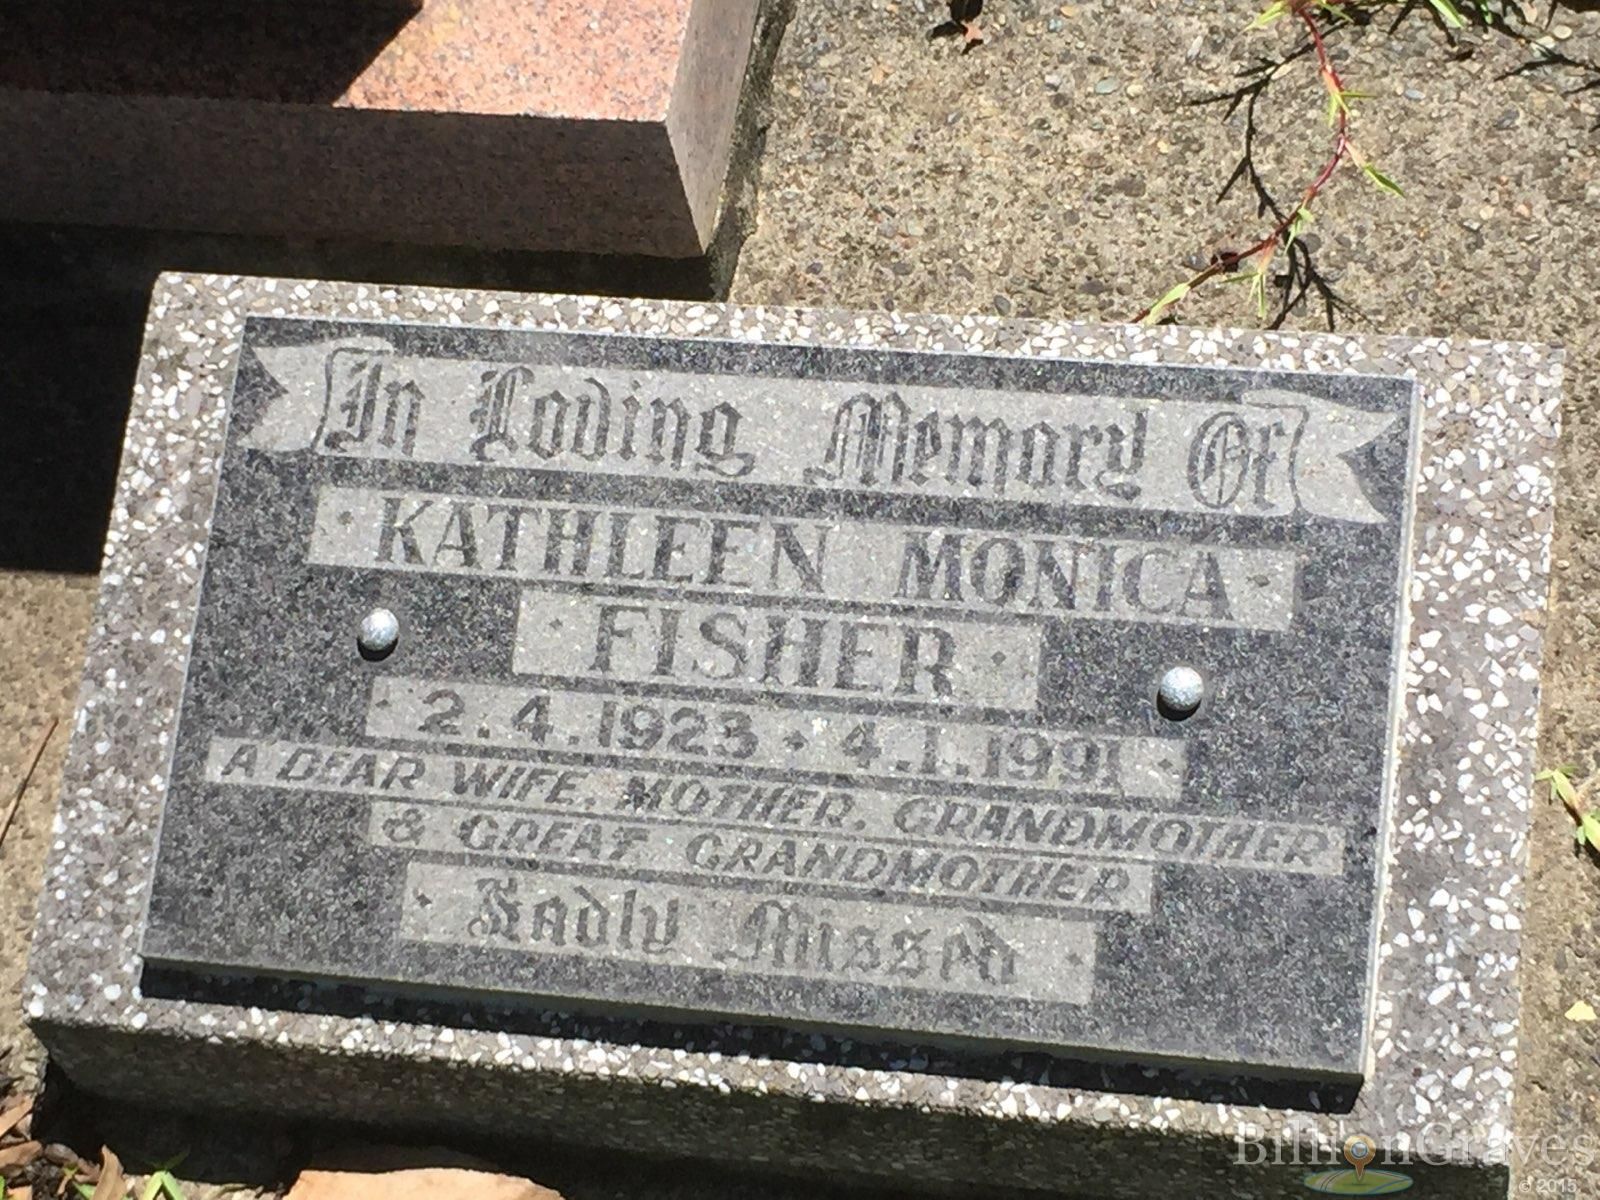 In Loving Memory Of
· KATHLEEN MONICA ·
· FISHER ·
· 2.4.1923 · 4.1.1991 ·
A DEAR WIFE, MOTHER, GRANDMOTHER
& GREAT GRANDMOTHER
· Sadly Missed ·
BillionGraves
© 2015